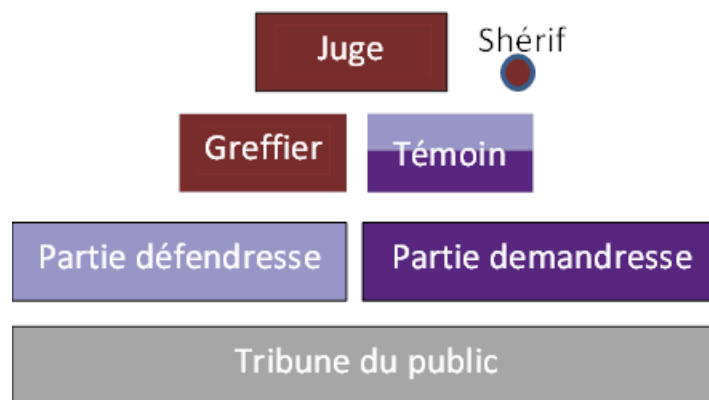 Juge
Shérif
Greffier
Témoin
Partie défendresse
Partie demandresse
Tribune du public